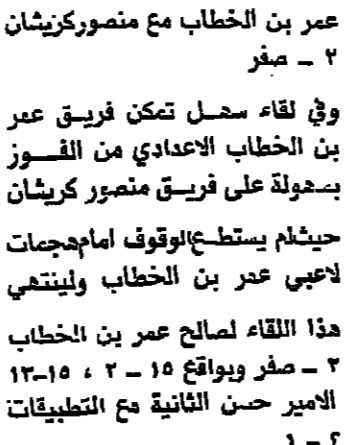 عمر بن الخطاب مع منصوركريشان
٢ – صفر
وفي لقاء سهل تمكن فريق عمر
بن الخطاب الاعدادي من الفوز
بسهولة على فريق منصور كريشان
حيثلم يستطع الوقوف امامهجمات
لاعبي عمر بن الخطاب ولينتهي
هذا اللقاء لصالح عمر بن الخطاب
٢ – صفر وبواقع ١٥ – ٢ ، ١٥–١٣
الامير حسن الثانية مع التطبيقات
٢ – ١